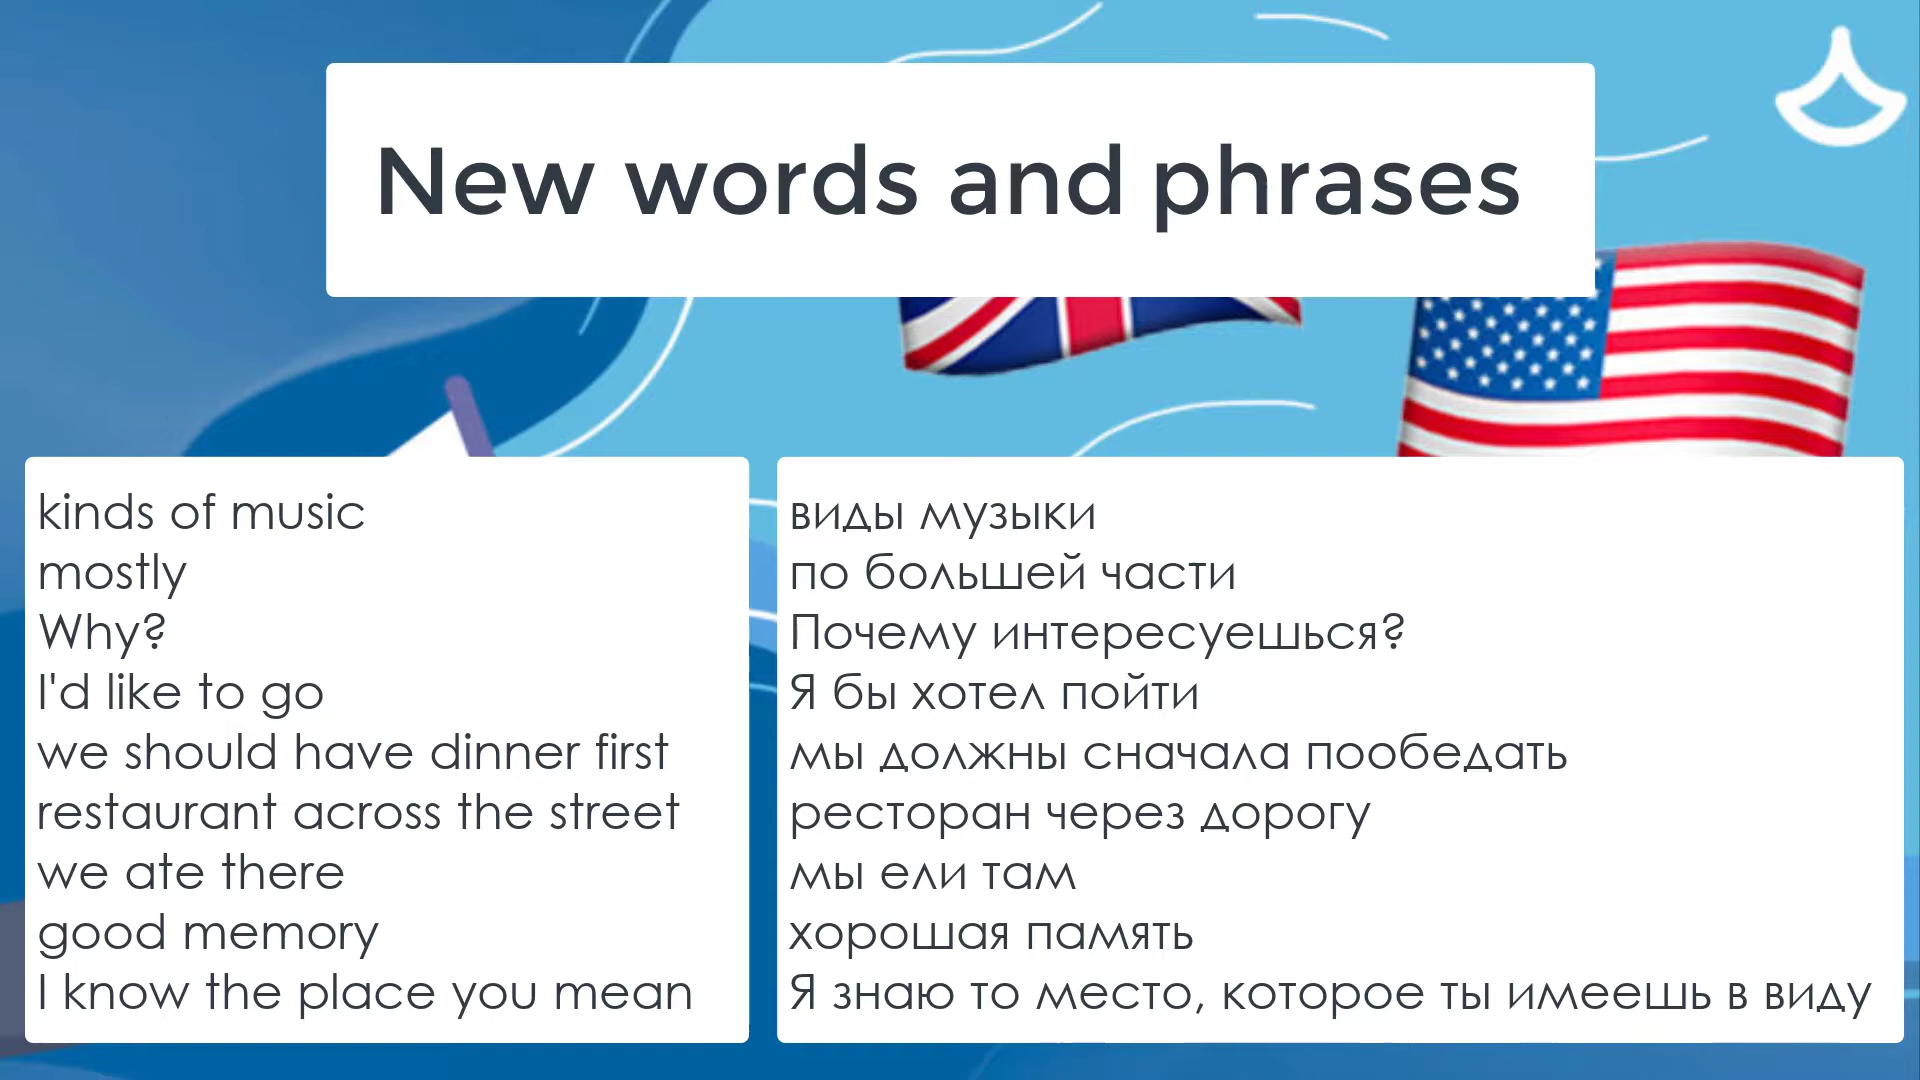 New words and phrases
kinds of music
mostly
Why?
I'd like to go
we should have dinner first
restaurant across the street
we ate there
good memory
I know the place you mean
виды музыки
по большей части
Почему интересуешься?
Я бы хотел пойти
мы должны сначала пообедать
ресторан через дорогу
мы ели там
хорошая память
Я знаю то место, которое ты имеешь в виду